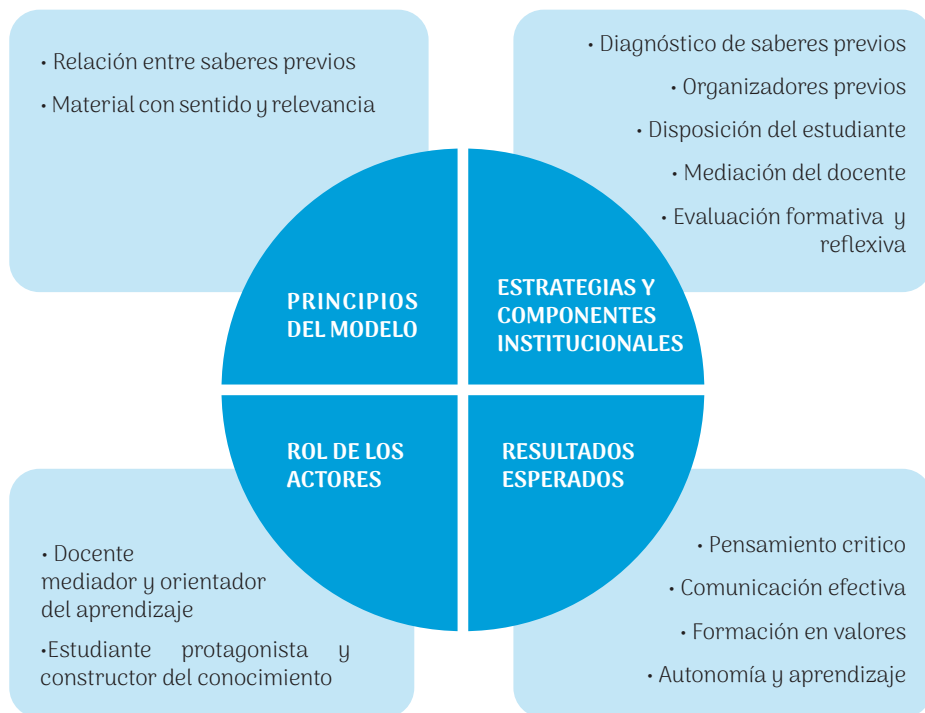 • Relación entre saberes previos
• Material con sentido y relevancia
PRINCIPIOS
DEL MODELO
• Diagnóstico de saberes previos
• Organizadores previos
• Disposición del estudiante
• Mediación del docente
• Evaluación formativa y
reflexiva
ESTRATEGIAS Y
COMPONENTES
INSTITUCIONALES
ROL DE LOS
ACTORES
• Docente
mediador y orientador
del aprendizaje
•Estudiante protagonista y
constructor del conocimiento
RESULTADOS
ESPERADOS
• Pensamiento critico
• Comunicación efectiva
• Formación en valores
• Autonomía y aprendizaje